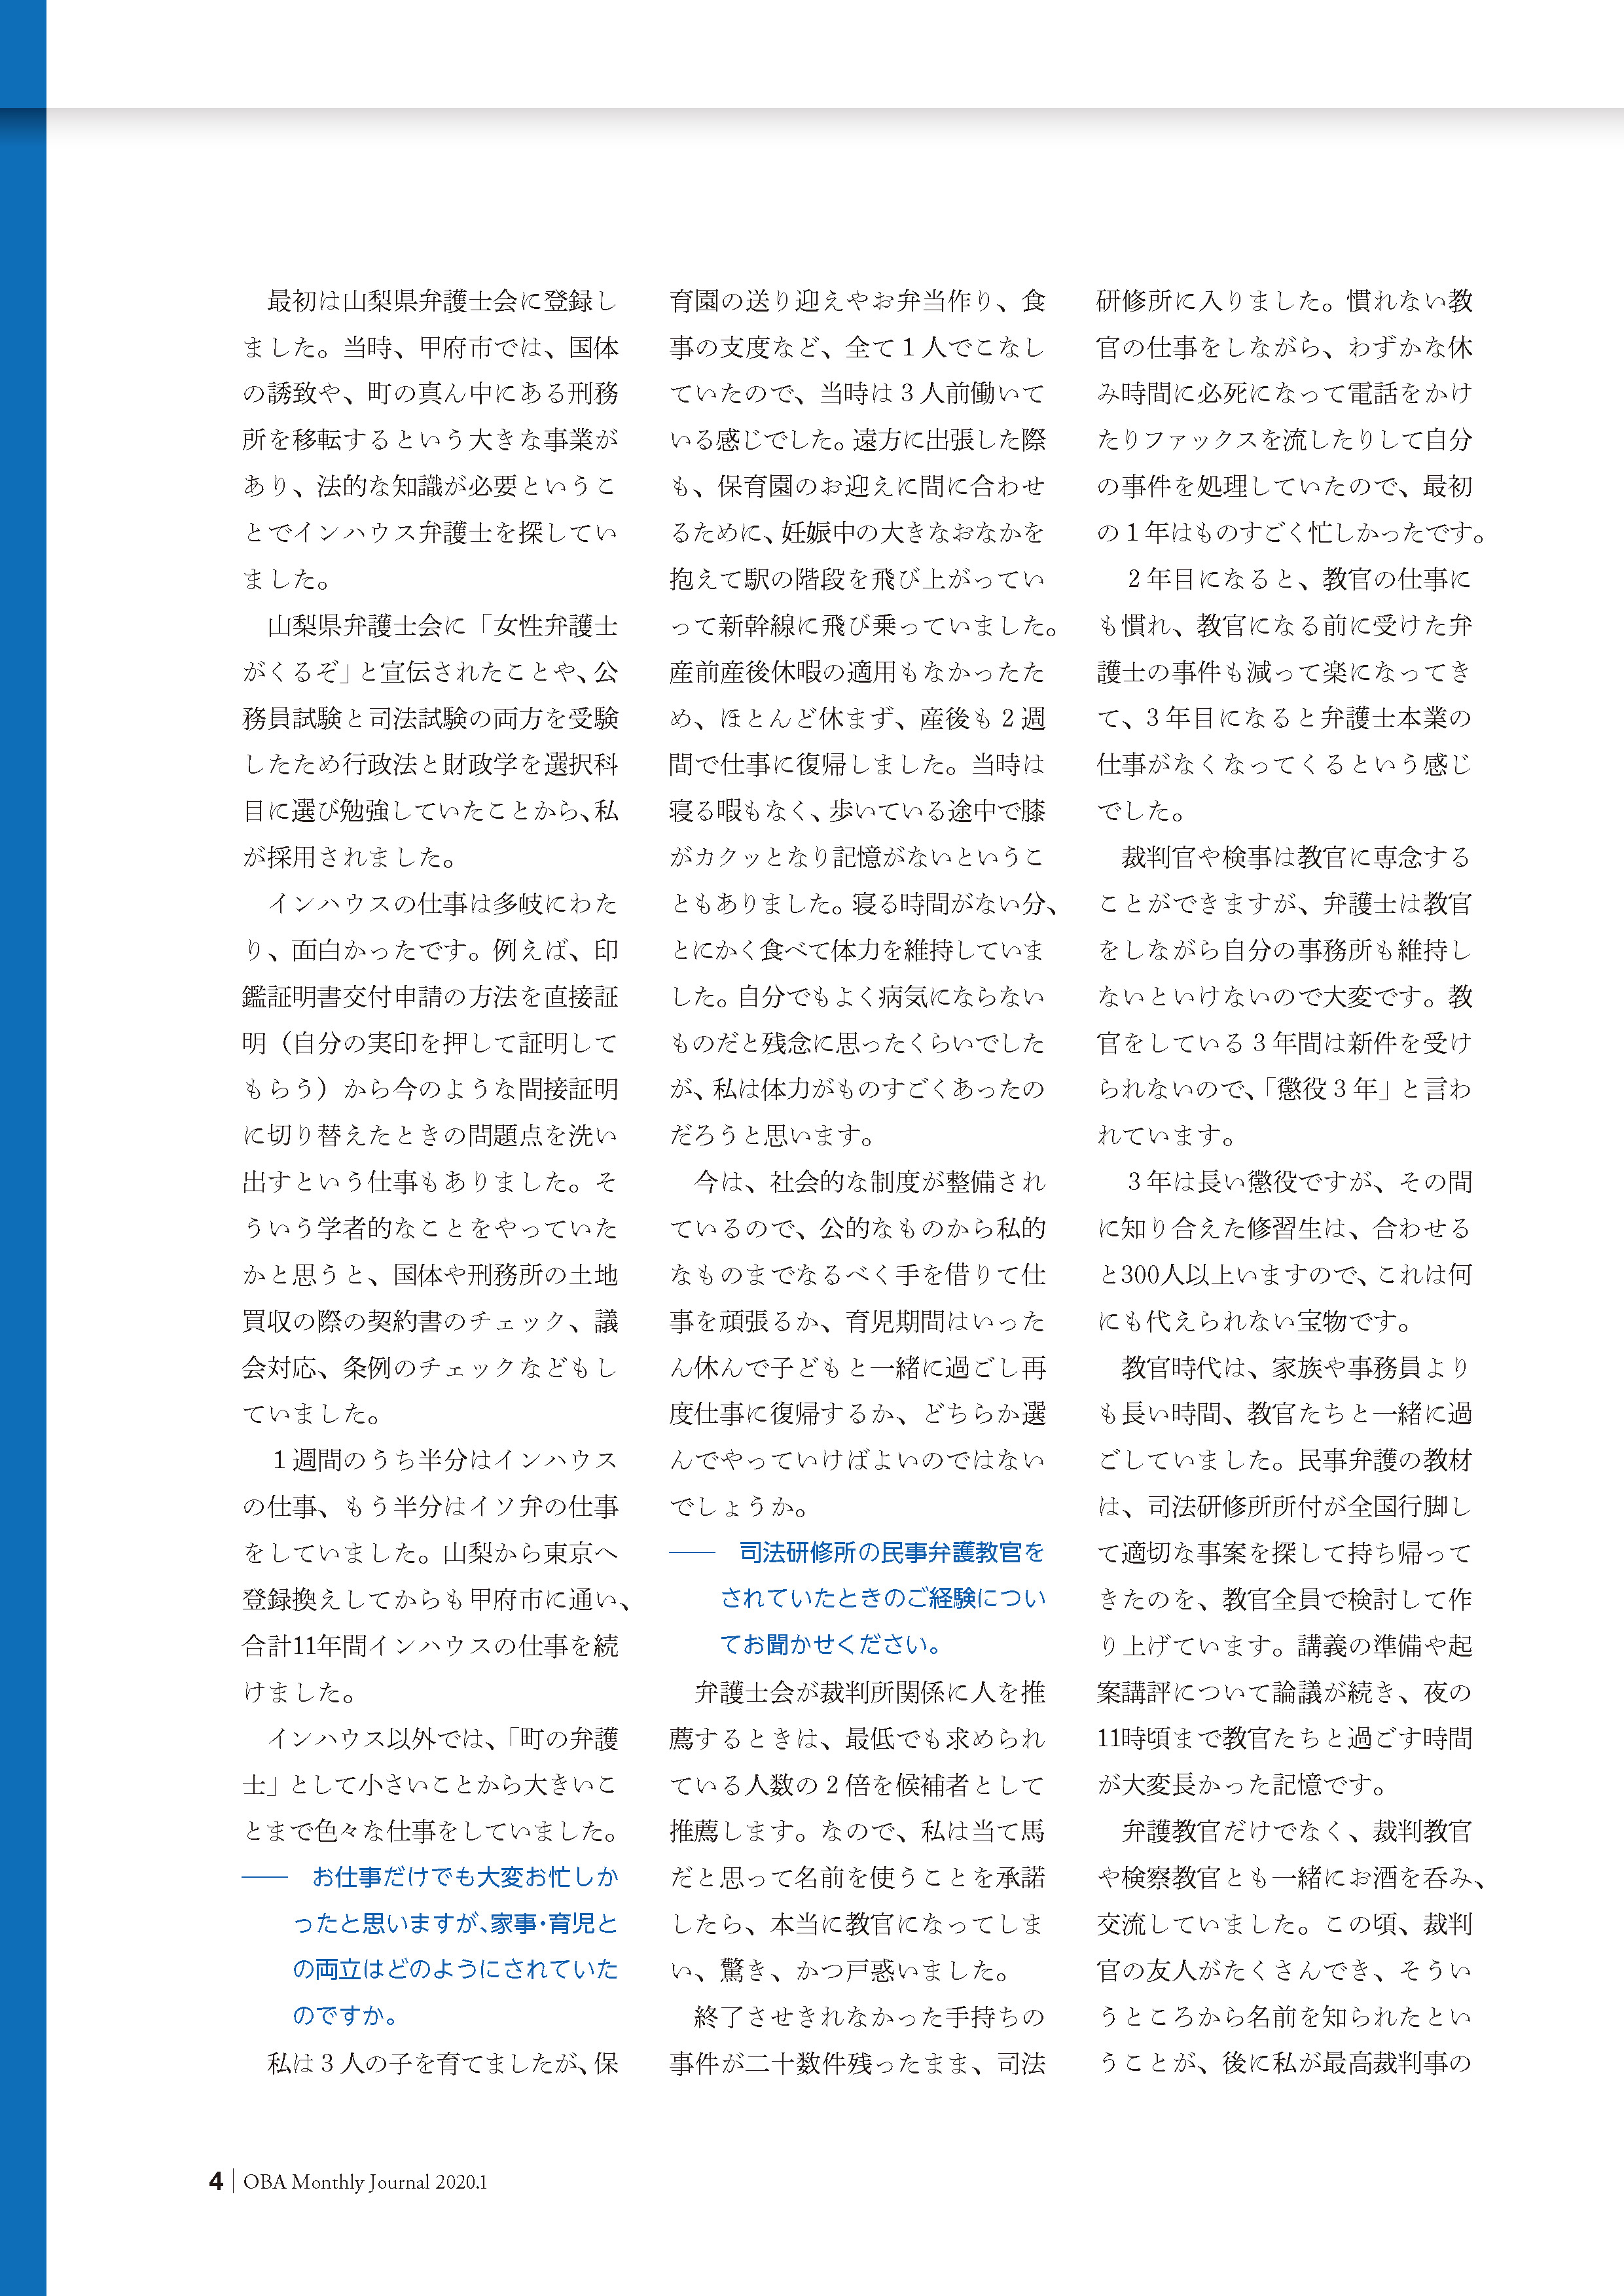 最初は山梨県弁護士会に登録し
ました。当時、甲府市では、国体
の誘致や、町の真ん中にある刑務
所を移転するという大きな事業が
あり、法的な知識が必要というこ
とでインハウス弁護士を探してい
ました。
山梨県弁護士会に「女性弁護士
がくるぞ」と宣伝されたことや、公
務員試験と司法試験の両方を受験
したため行政法と財政学を選択科
目に選び勉強していたことから、私
が採用されました。
インハウスの仕事は多岐にわた
り、面白かったです。例えば、印
鑑証明書交付申請の方法を直接証
明（自分の実印を押して証明して
もらう）から今のような間接証明
に切り替えたときの問題点を洗い
出すという仕事もありました。そ
ういう学者的なことをやっていた
かと思うと、国体や刑務所の土地
買収の際の契約書のチェック、議
会対応、条例のチェックなどもし
ていました。
１週間のうち半分はインハウス
の仕事、もう半分はイソ弁の仕事
をしていました。山梨から東京へ
登録換えしてからも甲府市に通い、
合計11年間インハウスの仕事を続
けました。
インハウス以外では、「町の弁護
士」として小さいことから大きいこ
とまで色々な仕事をしていました。
――　お仕事だけでも大変お忙しか
ったと思いますが、家事・育児と
の両立はどのようにされていた
のですか。
私は３人の子を育てましたが、保
育園の送り迎えやお弁当作り、食
事の支度など、全て１人でこなし
ていたので、当時は３人前働いて
いる感じでした。遠方に出張した際
も、保育園のお迎えに間に合わせ
るために、妊娠中の大きなおなかを
抱えて駅の階段を飛び上がってい
って新幹線に飛び乗っていました。
産前産後休暇の適用もなかったた
め、ほとんど休まず、産後も２週
間で仕事に復帰しました。当時は
寝る暇もなく、歩いている途中で膝
がカクッとなり記憶がないというこ
ともありました。寝る時間がない分、
とにかく食べて体力を維持していま
した。自分でもよく病気にならない
ものだと残念に思ったくらいでした
が、私は体力がものすごくあったの
だろうと思います。
今は、社会的な制度が整備され
ているので、公的なものから私的
なものまでなるべく手を借りて仕
事を頑張るか、育児期間はいった
ん休んで子どもと一緒に過ごし再
度仕事に復帰するか、どちらか選
んでやっていけばよいのではない
でしょうか。
――　司法研修所の民事弁護教官を
されていたときのご経験につい
てお聞かせください。
弁護士会が裁判所関係に人を推
薦するときは、最低でも求められ
ている人数の２倍を候補者として
推薦します。なので、私は当て馬
だと思って名前を使うことを承諾
したら、本当に教官になってしま
い、驚き、かつ戸惑いました。
終了させきれなかった手持ちの
事件が二十数件残ったまま、司法
研修所に入りました。慣れない教
官の仕事をしながら、わずかな休
み時間に必死になって電話をかけ
たりファックスを流したりして自分
の事件を処理していたので、最初
の１年はものすごく忙しかったです。
２年目になると、教官の仕事に
も慣れ、教官になる前に受けた弁
護士の事件も減って楽になってき
て、３年目になると弁護士本業の
仕事がなくなってくるという感じ
でした。
裁判官や検事は教官に専念する
ことができますが、弁護士は教官
をしながら自分の事務所も維持し
ないといけないので大変です。教
官をしている３年間は新件を受け
られないので、「懲役３年」と言わ
れています。
３年は長い懲役ですが、その間
に知り合えた修習生は、合わせる
と300人以上いますので、これは何
にも代えられない宝物です。
教官時代は、家族や事務員より
も長い時間、教官たちと一緒に過
ごしていました。民事弁護の教材
は、司法研修所所付が全国行脚し
て適切な事案を探して持ち帰って
きたのを、教官全員で検討して作
り上げています。講義の準備や起
案講評について論議が続き、夜の
11時頃まで教官たちと過ごす時間
が大変長かった記憶です。
弁護教官だけでなく、裁判教官
や検察教官とも一緒にお酒を呑み、
交流していました。この頃、裁判
官の友人がたくさんでき、そうい
うところから名前を知られたとい
うことが、後に私が最高裁判事の
4 OBA Monthly Journal 2020.1